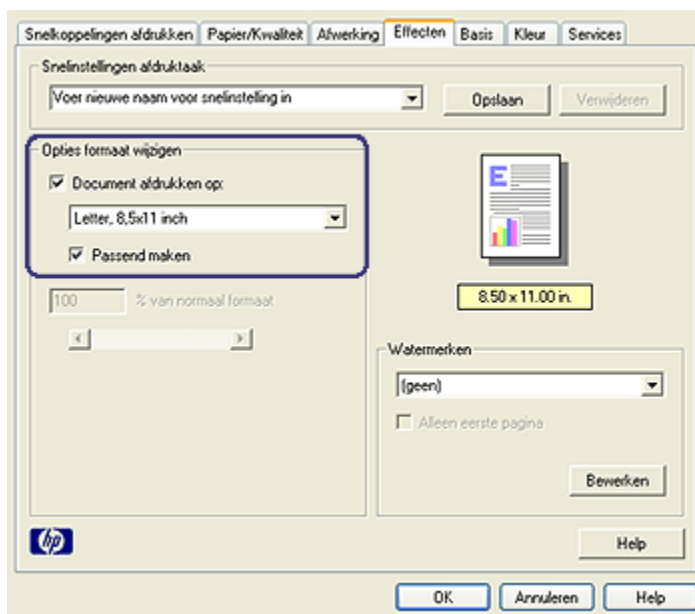 Snelkoppelingen afdrukken Papier/Kwaliteit Afwerking Effecten Basis Kleur Services
Snelinstellingen afdruktaak
Voer nieuwe naam voor snelinstelling in Opslaan Verwijderen
Opties formaat wijzigen
Document afdrukken op:
Letter, 8,5x11 inch
Passend maken
100 % van normaal formaat
E
8.50 x 11.00 in.
Watermerken
(geen)
Alleen eerste pagina
Bewerken
hp Help
OK Annuleren Help